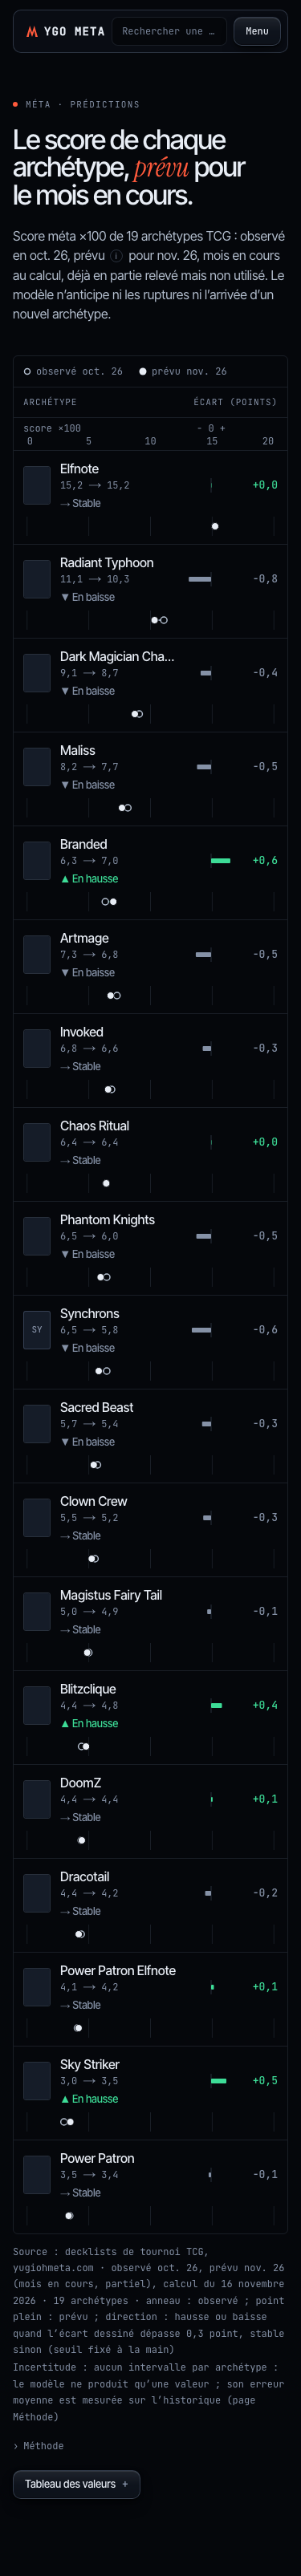 YGO META
Rechercher une …
Menu
MÉTA · PRÉDICTIONS
Le score de chaque
archétype, prévu pour
le mois en cours.
Score méta ×100 de 19 archétypes TCG : observé
en oct. 26, prévu ⓘ pour nov. 26, mois en cours
au calcul, déjà en partie relevé mais non utilisé. Le
modèle n’anticipe ni les ruptures ni l’arrivée d’un
nouvel archétype.
observé oct. 26 prévu nov. 26
ARCHÉTYPE ÉCART (POINTS)
score ×100 - 0 +
0 5 10 15 20
Elfnote
15,2 → 15,2 +0,0
→ Stable
Radiant Typhoon
11,1 → 10,3 -0,8
▼ En baisse
Dark Magician Cha…
9,1 → 8,7 -0,4
▼ En baisse
Maliss
8,2 → 7,7 -0,5
▼ En baisse
Branded
6,3 → 7,0 +0,6
▲ En hausse
Artmage
7,3 → 6,8 -0,5
▼ En baisse
Invoked
6,8 → 6,6 -0,3
→ Stable
Chaos Ritual
6,4 → 6,4 +0,0
→ Stable
Phantom Knights
6,5 → 6,0 -0,5
▼ En baisse
SY
Synchrons
6,5 → 5,8 -0,6
▼ En baisse
Sacred Beast
5,7 → 5,4 -0,3
▼ En baisse
Clown Crew
5,5 → 5,2 -0,3
→ Stable
Magistus Fairy Tail
5,0 → 4,9 -0,1
→ Stable
Blitzclique
4,4 → 4,8 +0,4
▲ En hausse
DoomZ
4,4 → 4,4 +0,1
→ Stable
Dracotail
4,4 → 4,2 -0,2
→ Stable
Power Patron Elfnote
4,1 → 4,2 +0,1
→ Stable
Sky Striker
3,0 → 3,5 +0,5
▲ En hausse
Power Patron
3,5 → 3,4 -0,1
→ Stable
Source : decklists de tournoi TCG,
yugiohmeta.com · observé oct. 26, prévu nov. 26
(mois en cours, partiel), calcul du 16 novembre
2026 · 19 archétypes · anneau : observé ; point
plein : prévu ; direction : hausse ou baisse
quand l’écart dessiné dépasse 0,3 point, stable
sinon (seuil fixé à la main)
Incertitude : aucun intervalle par archétype :
le modèle ne produit qu’une valeur ; son erreur
moyenne est mesurée sur l’historique (page
Méthode)
› Méthode
Tableau des valeurs +